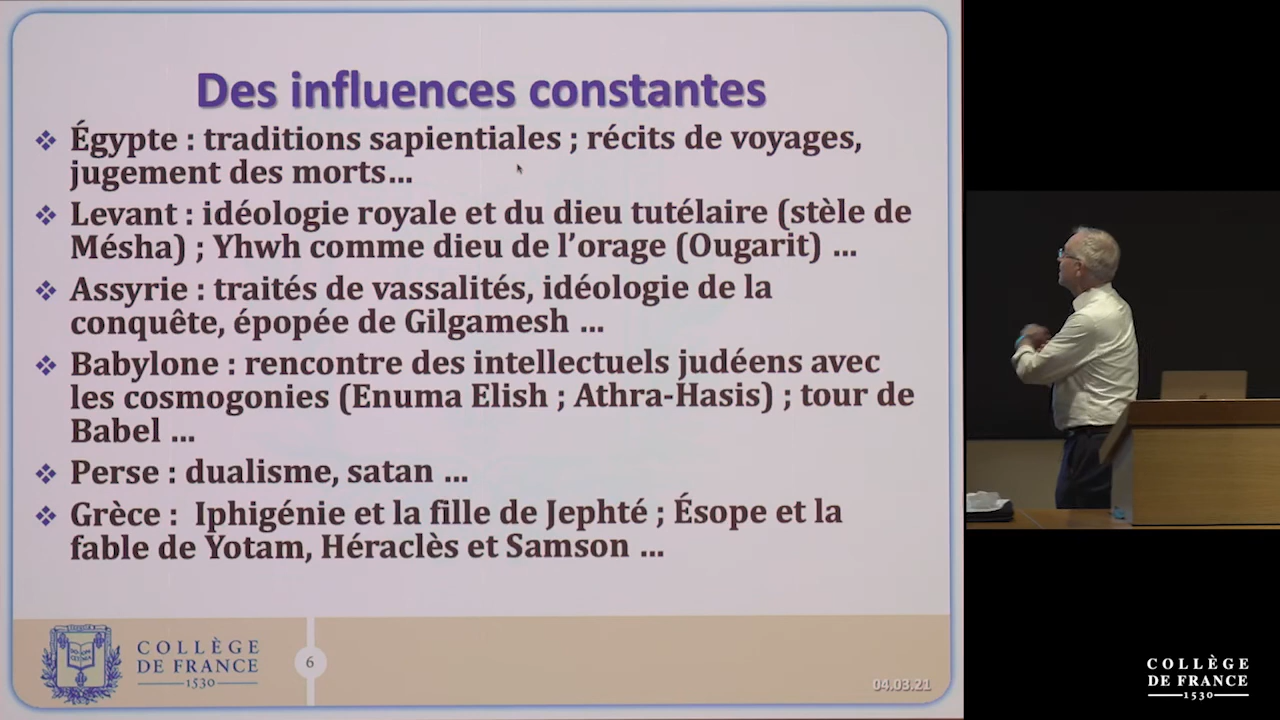 Des influences constantes
Égypte : traditions sapientiales ; récits de voyages,
jugement des morts…
Levant : idéologie royale et du dieu tutélaire (stèle de
Mésha) ; Yhwh comme dieu de l’orage (Ougarit) …
Assyrie : traités de vassalités, idéologie de la
conquête, épopée de Gilgamesh …
Babylone : rencontre des intellectuels judéens avec
les cosmogonies (Enuma Elish ; Athra-Hasis) ; tour de
Babel …
Perse : dualisme, satan …
Grèce :  Iphigénie et la fille de Jephté ; Ésope et la
fable de Yotam, Héraclès et Samson …
COLLÈGE
DE FRANCE
1530
6
04.03.21
COLLÈGE
DE FRANCE
1530